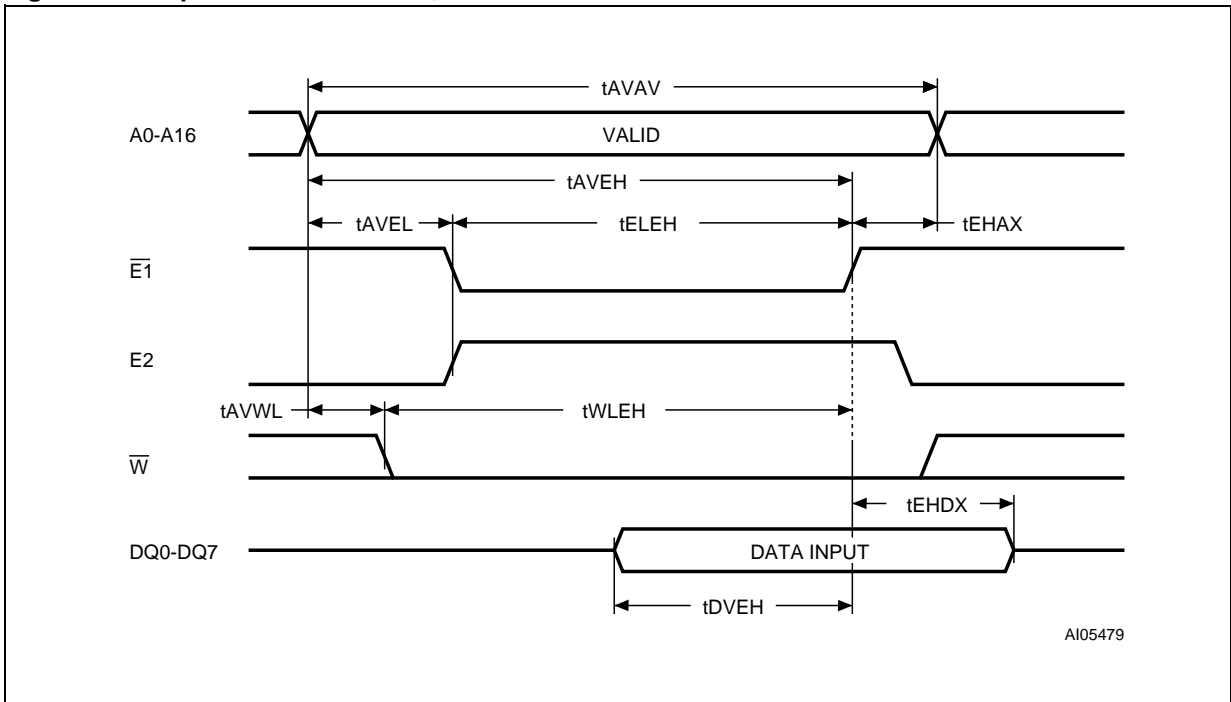 tAVAV
A0-A16
VALID
tAVEH
tAVEL
tELEH
tEHAX
E1
E2
tAVWL
tWLEH
W
tEHDX
DQ0-DQ7
DATA INPUT
tDVEH
AI05479